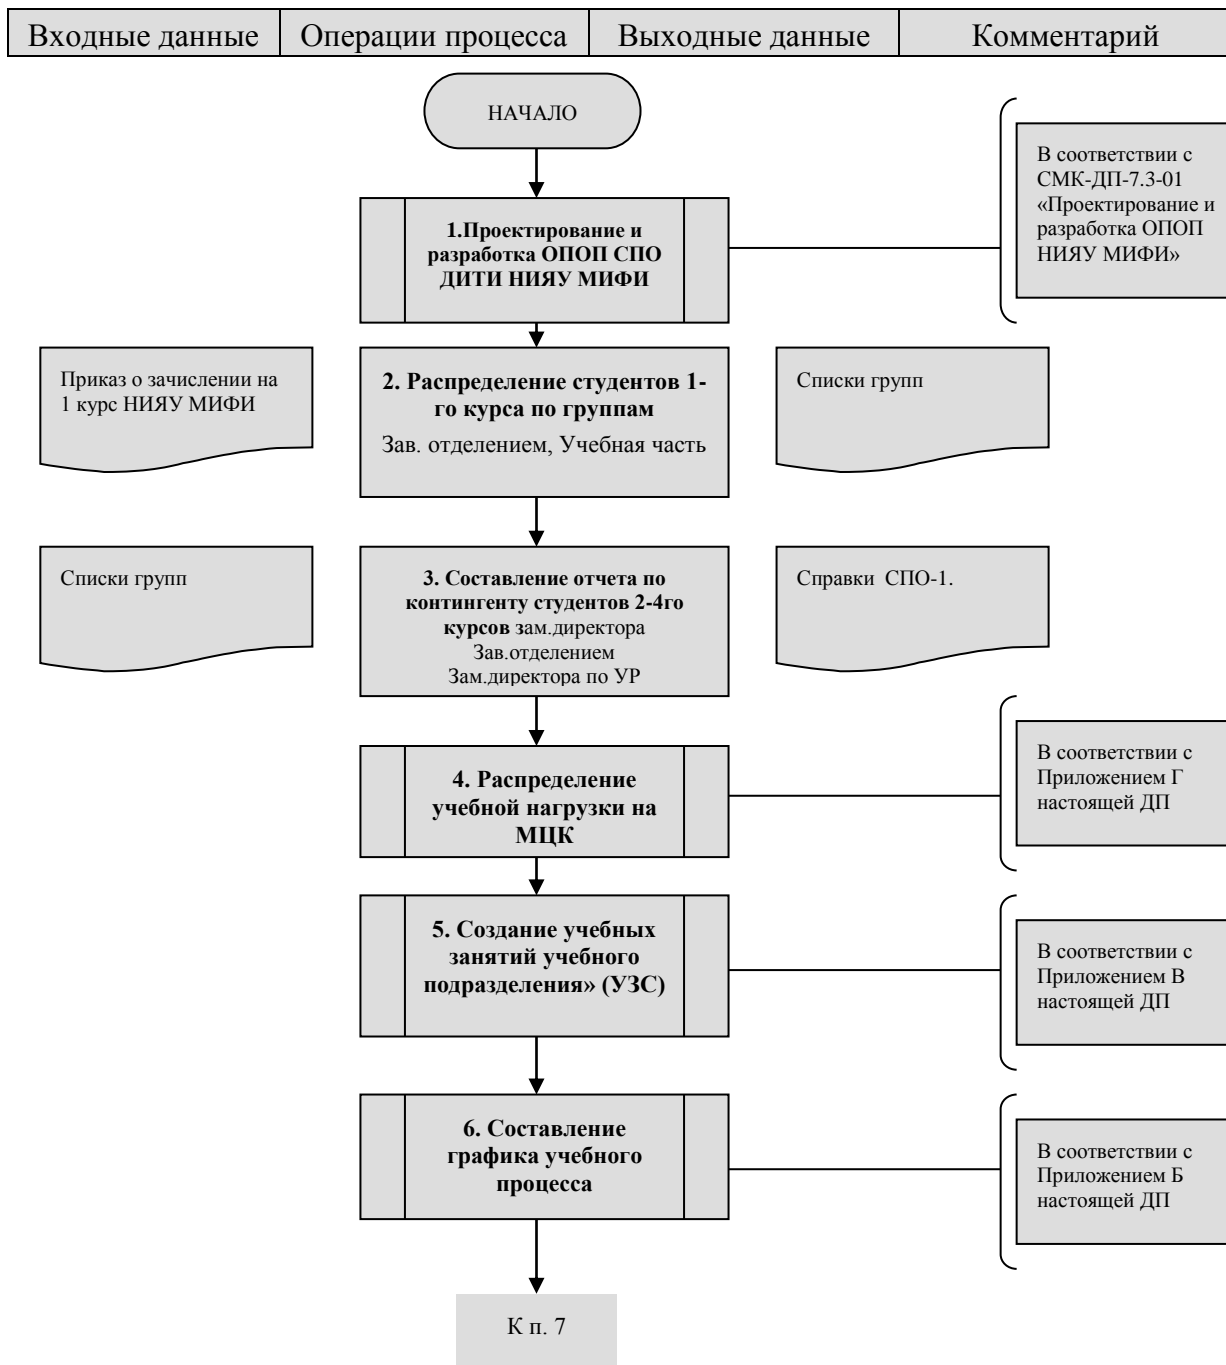 Входные данные
Операции процесса
Выходные данные
Комментарий
НАЧАЛО
В соответствии с
СМК-ДП-7.3-01
«Проектирование и
разработка ОПОП
НИЯУ МИФИ»
1.Проектирование и
разработка ОПОП СПО
ДИТИ НИЯУ МИФИ
Приказ о зачислении на
1 курс НИЯУ МИФИ
2. Распределение студентов 1-
го курса по группам
Зав. отделением, Учебная часть
Списки групп
Списки групп
3. Составление отчета по
контингенту студентов 2-4го
курсов зам.директора
Зав.отделением
Зам.директора по УР
Справки СПО-1.
4. Распределение
учебной нагрузки на
МЦК
В соответствии с
Приложением Г
настоящей ДП
5. Создание учебных
занятий учебного
подразделения» (УЗС)
В соответствии с
Приложением В
настоящей ДП
6. Составление
графика учебного
процесса
В соответствии с
Приложением Б
настоящей ДП
К п. 7